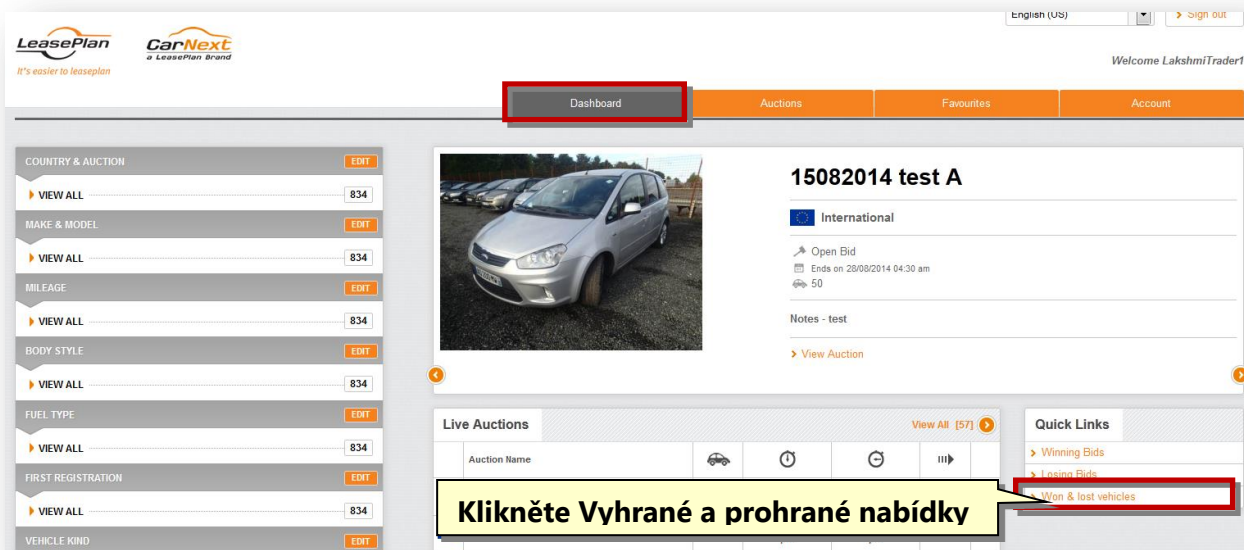 English (US)
Sign out
LeasePlan
It's easier to leaseplan
CarNext
a LeasePlan Brand
Welcome LakshmiTrader1
Dashboard
Auctions
Favourites
Account
COUNTRY & AUCTION
EDIT
VIEW ALL
834
MAKE & MODEL
EDIT
VIEW ALL
834
MILEAGE
EDIT
VIEW ALL
834
BODY STYLE
EDIT
VIEW ALL
834
FUEL TYPE
EDIT
VIEW ALL
834
FIRST REGISTRATION
EDIT
VIEW ALL
834
VEHICLE KIND
EDIT
15082014 test A
International
Open Bid
Ends on 28/08/2014 04:30 am
50
Notes - test
View Auction
Live Auctions
View All [57]
Auction Name
Quick Links
Winning Bids
Losing Bids
Won & lost vehicles
Klikněte Vyhrané a prohrané nabídky